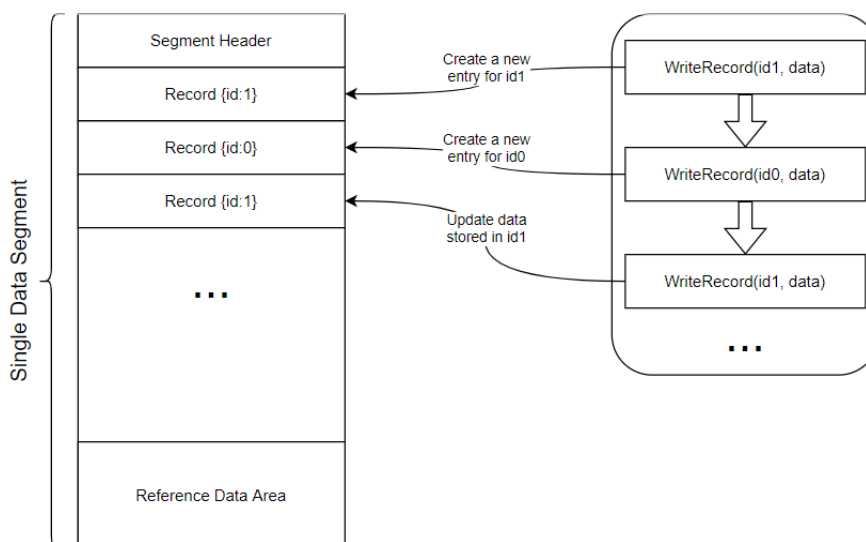 Single Data Segment
Segment Header
Record {id:1}
Record {id:0}
Record {id:1}
...
Reference Data Area
Create a new
entry for id1
Create a new
entry for id0
Update data
stored in id1
WriteRecord(id1, data)
WriteRecord(id0, data)
WriteRecord(id1, data)
...